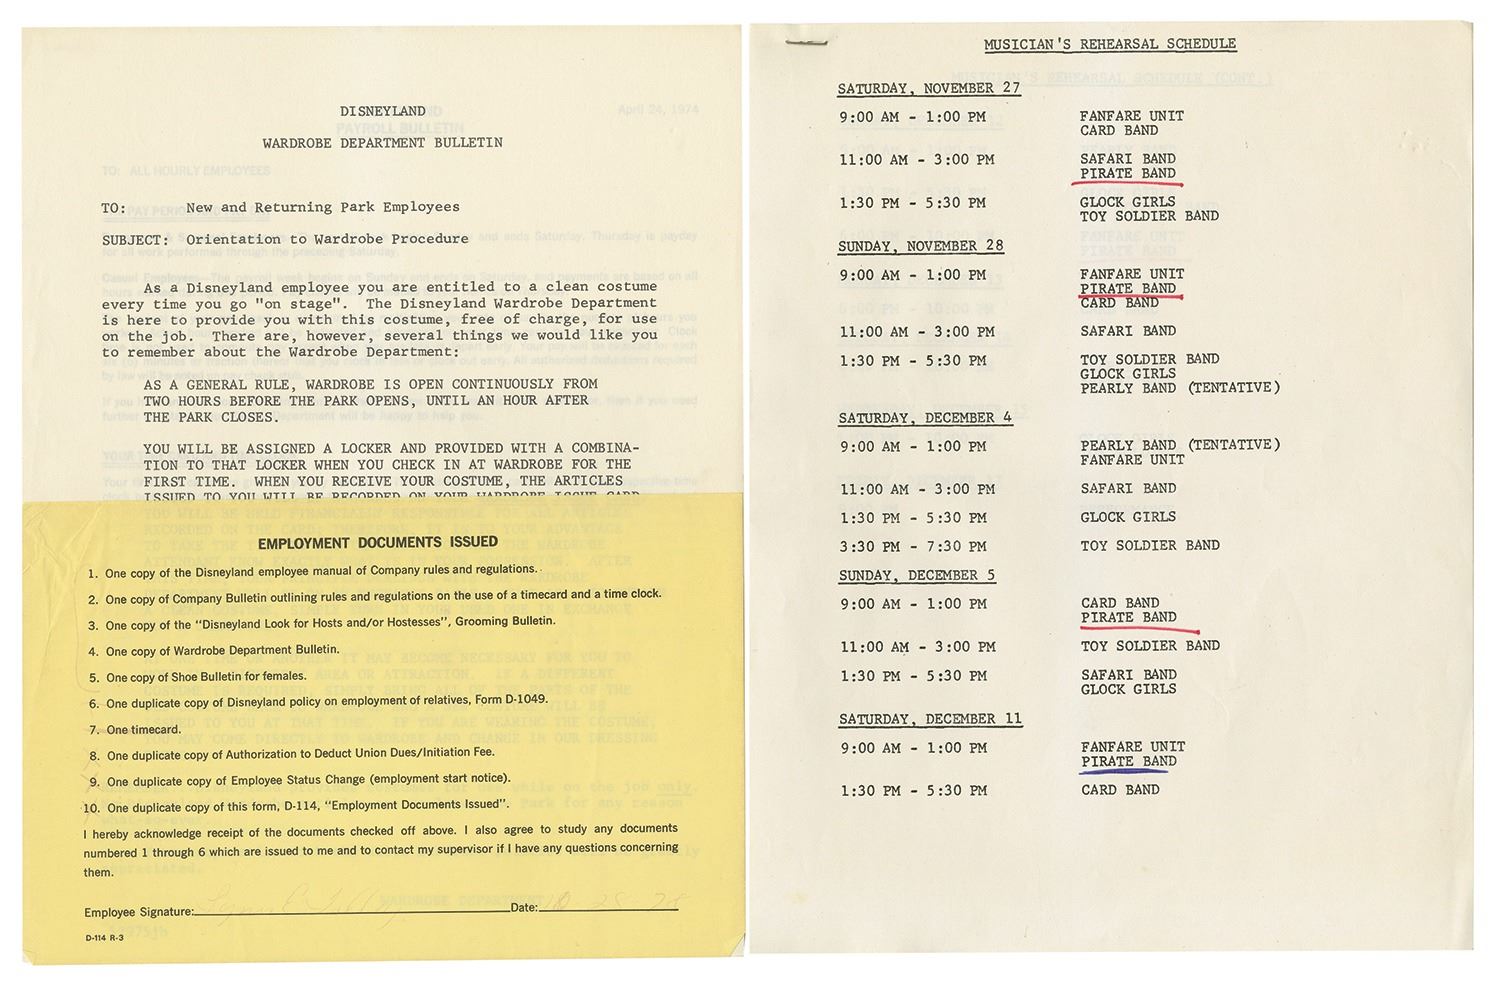 DISNEYLAND
WARDROBE DEPARTMENT BULLETIN
TO: New and Returning Park Employees
SUBJECT: Orientation to Wardrobe Procedure
As a Disneyland employee you are entitled to a clean costume
every time you go "on stage". The Disneyland Wardrobe Department
is here to provide you with this costume, free of charge, for use
on the job. There are, however, several things we would like you
to remember about the Wardrobe Department:
AS A GENERAL RULE, WARDROBE IS OPEN CONTINUOUSLY FROM
TWO HOURS BEFORE THE PARK OPENS, UNTIL AN HOUR AFTER
THE PARK CLOSES.
YOU WILL BE ASSIGNED A LOCKER AND PROVIDED WITH A COMBINA-
TION TO THAT LOCKER WHEN YOU CHECK IN AT WARDROBE FOR THE
FIRST TIME. WHEN YOU RECEIVE YOUR COSTUME, THE ARTICLES
ISSUED TO YOU WILL BE RECORDED ON YOUR WARDROBE ISSUE CARD
EMPLOYMENT DOCUMENTS ISSUED
1. One copy of the Disneyland employee manual of Company rules and regulations.
2. One copy of Company Bulletin outlining rules and regulations on the use of a timecard and a time clock.
3. One copy of the "Disneyland Look for Hosts and/or Hostesses", Grooming Bulletin.
4. One copy of Wardrobe Department Bulletin.
5. One copy of Shoe Bulletin for females.
6. One duplicate copy of Disneyland policy on employment of relatives, Form D-1049.
7. One timecard.
8. One duplicate copy of Authorization to Deduct Union Dues/Initiation Fee.
9. One duplicate copy of Employee Status Change (employment start notice).
10. One duplicate copy of this form, D-114, "Employment Documents Issued".
I hereby acknowledge receipt of the documents checked off above. I also agree to study any documents
numbered 1 through 6 which are issued to me and to contact my supervisor if I have any questions concerning
them.
Employee Signature: Date:
D-114 R-3
MUSICIAN'S REHEARSAL SCHEDULE
SATURDAY, NOVEMBER 27
9:00 AM - 1:00 PM FANFARE UNIT
CARD BAND
11:00 AM - 3:00 PM SAFARI BAND
PIRATE BAND
1:30 PM - 5:30 PM GLOCK GIRLS
TOY SOLDIER BAND
SUNDAY, NOVEMBER 28
9:00 AM - 1:00 PM FANFARE UNIT
PIRATE BAND
CARD BAND
11:00 AM - 3:00 PM SAFARI BAND
1:30 PM - 5:30 PM TOY SOLDIER BAND
GLOCK GIRLS
PEARLY BAND (TENTATIVE)
SATURDAY, DECEMBER 4
9:00 AM - 1:00 PM PEARLY BAND (TENTATIVE)
FANFARE UNIT
11:00 AM - 3:00 PM SAFARI BAND
1:30 PM - 5:30 PM GLOCK GIRLS
3:30 PM - 7:30 PM TOY SOLDIER BAND
SUNDAY, DECEMBER 5
9:00 AM - 1:00 PM CARD BAND
PIRATE BAND
11:00 AM - 3:00 PM TOY SOLDIER BAND
1:30 PM - 5:30 PM SAFARI BAND
GLOCK GIRLS
SATURDAY, DECEMBER 11
9:00 AM - 1:00 PM FANFARE UNIT
PIRATE BAND
1:30 PM - 5:30 PM CARD BAND